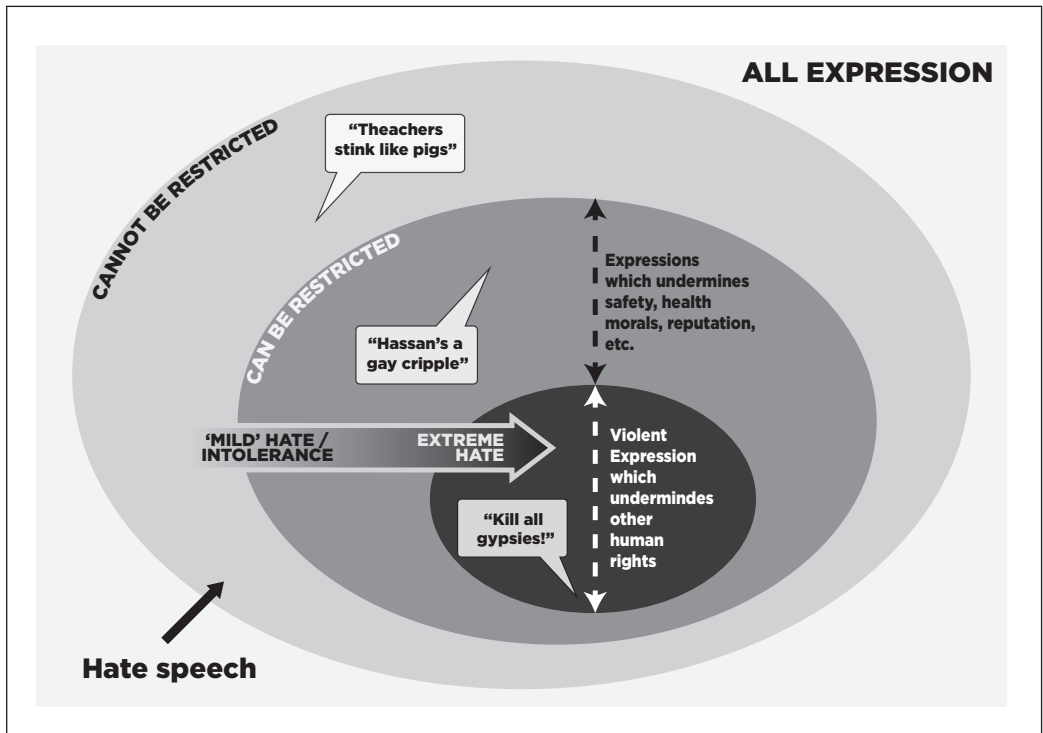 ALL EXPRESSION
CANNOT BE RESTRICTED
“Theachers
stink like pigs”
CAN BE RESTRICTED
Expressions
which undermines
safety, health
morals, reputation,
etc.
“Hassan’s a
gay cripple”
‘MILD’ HATE /
INTOLERANCE
EXTREME
HATE
Violent
Expression
which
undermindes
other
human
rights
“Kill all
gypsies!”
Hate speech